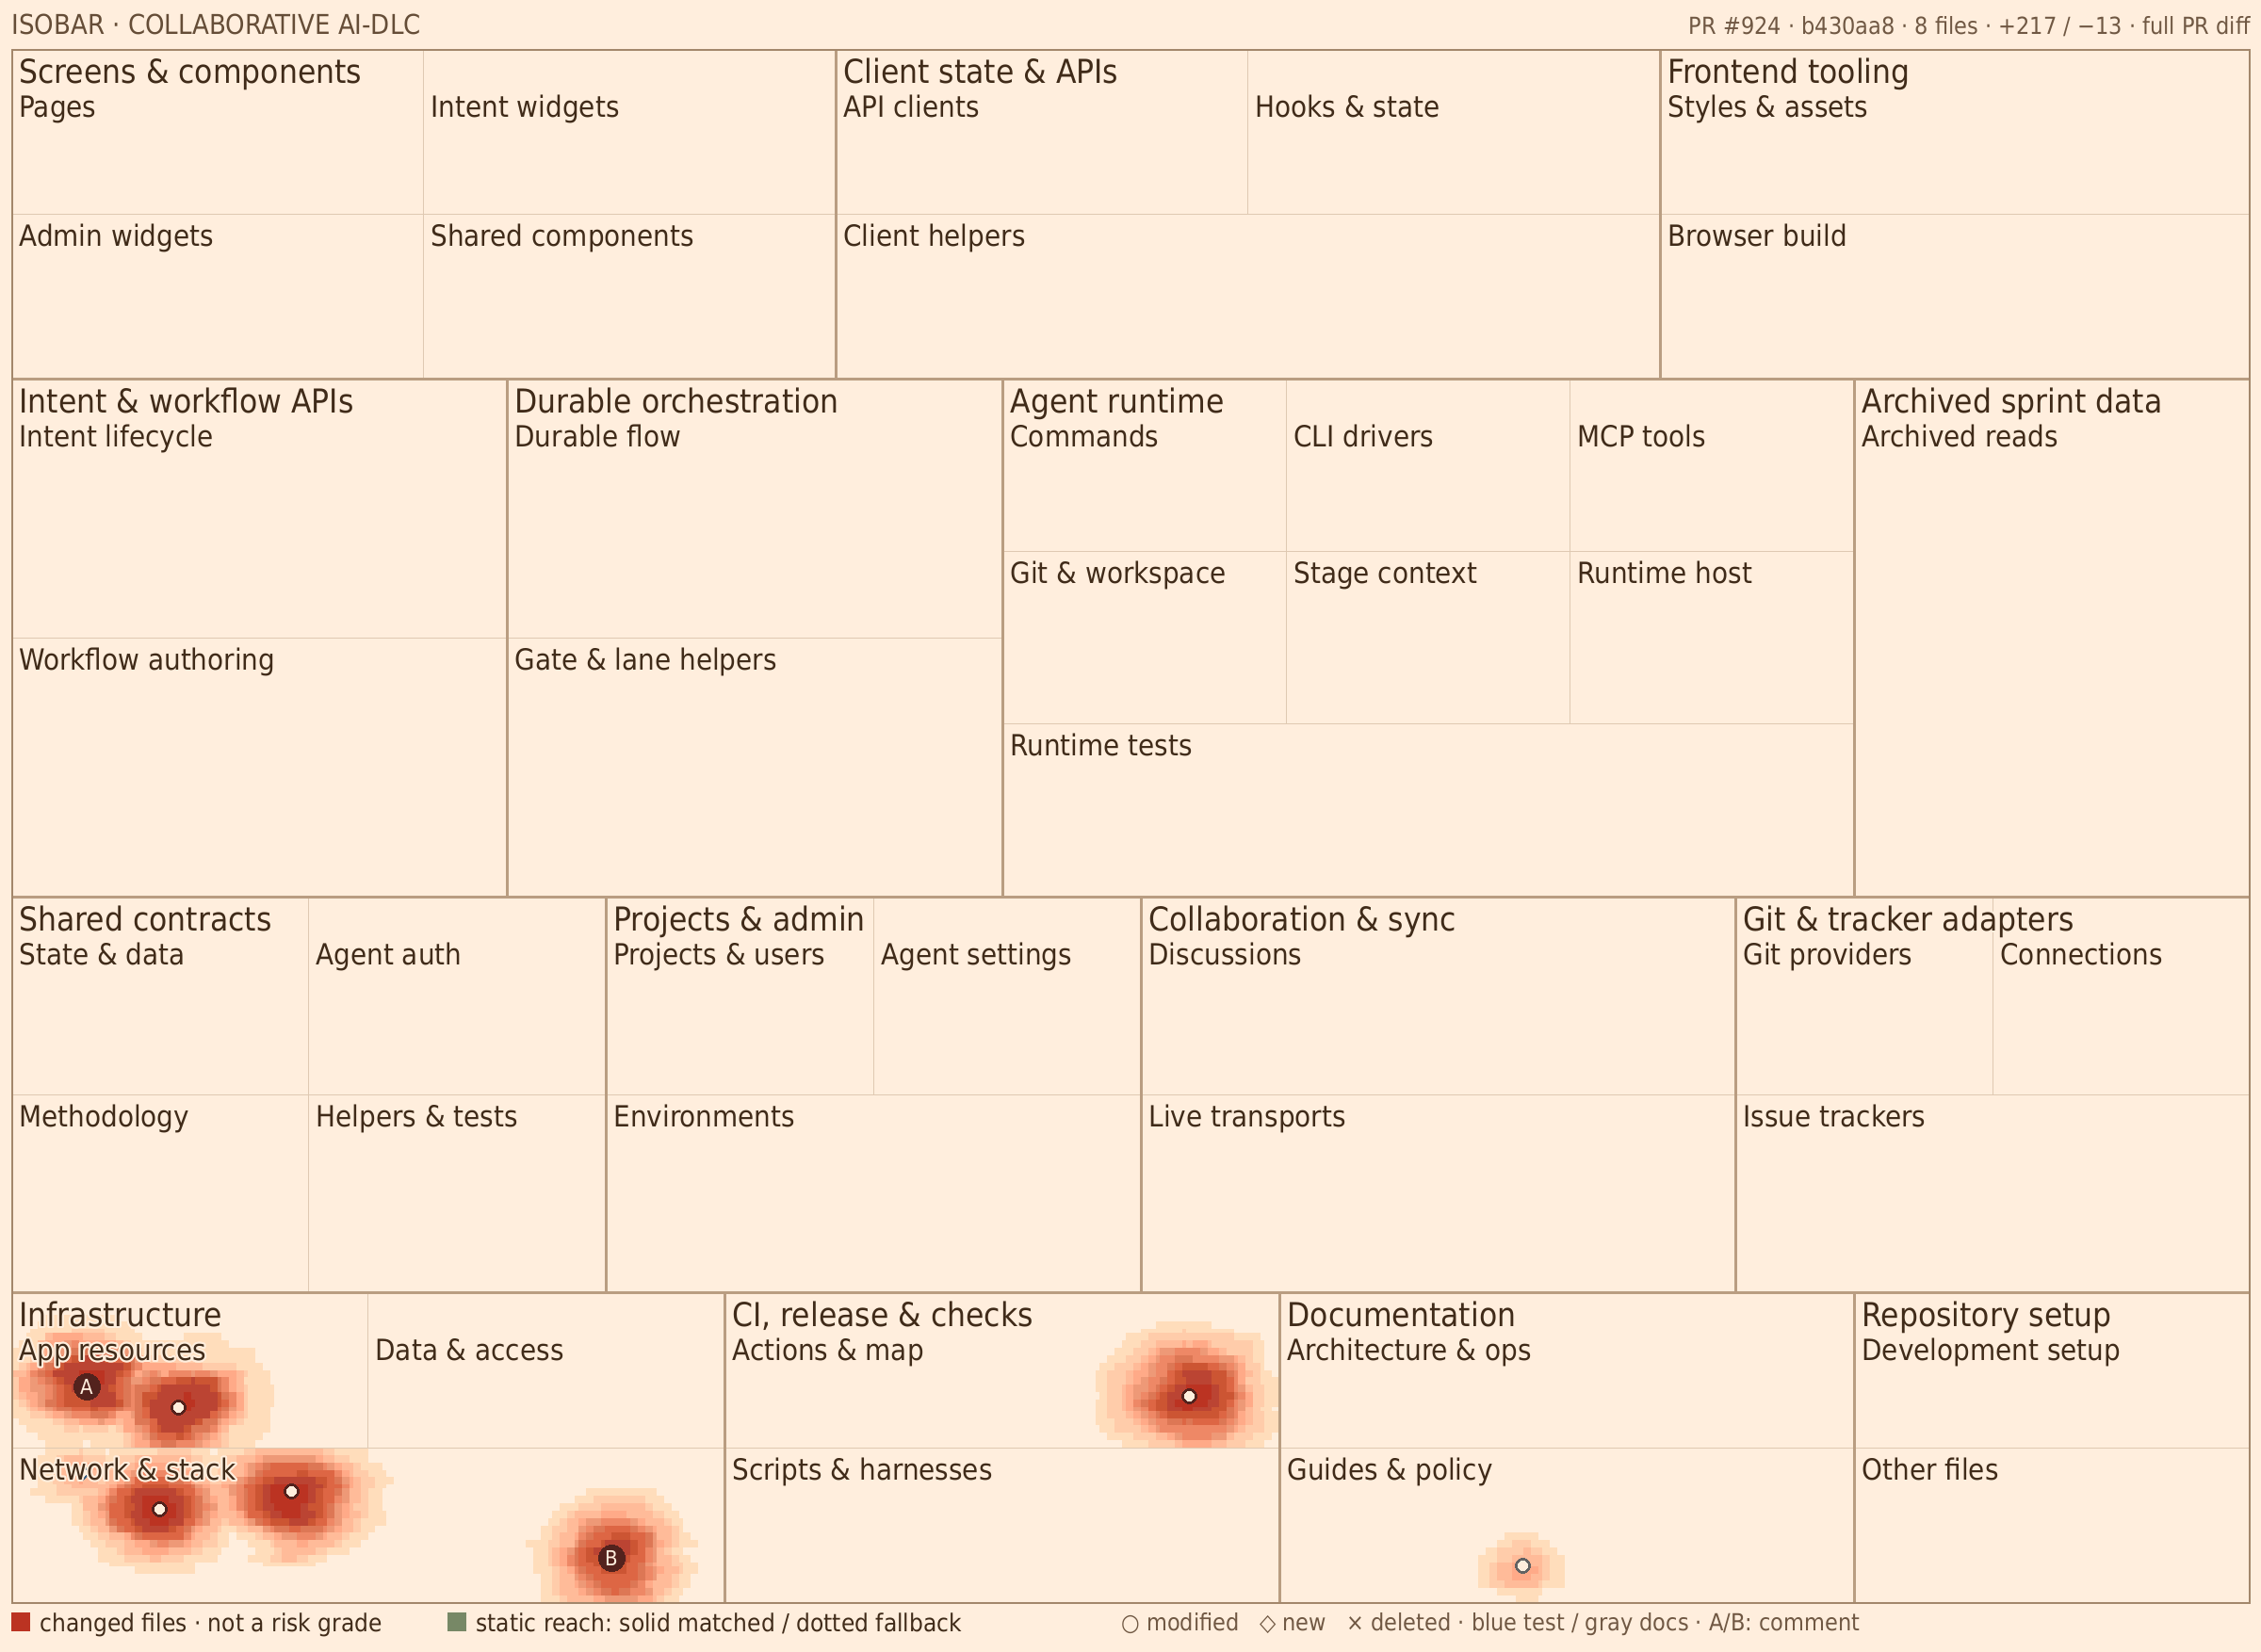 ISOBAR · COLLABORATIVE AI-DLC
PR #924 · b430aa8 · 8 files · +217 / −13 · full PR diff
Screens & components
Pages
Intent widgets
Admin widgets
Shared components
Client state & APIs
API clients
Hooks & state
Client helpers
Frontend tooling
Styles & assets
Browser build
Intent & workflow APIs
Intent lifecycle
Workflow authoring
Durable orchestration
Durable flow
Gate & lane helpers
Agent runtime
Commands
CLI drivers
MCP tools
Git & workspace
Stage context
Runtime host
Runtime tests
Archived sprint data
Archived reads
Shared contracts
State & data
Agent auth
Methodology
Helpers & tests
Projects & admin
Projects & users
Agent settings
Environments
Collaboration & sync
Discussions
Live transports
Git & tracker adapters
Git providers
Connections
Issue trackers
Infrastructure
App resources
A
Data & access
Network & stack
B
CI, release & checks
Actions & map
Scripts & harnesses
Documentation
Architecture & ops
Guides & policy
Repository setup
Development setup
Other files
changed files · not a risk grade
static reach: solid matched / dotted fallback
○ modified ◇ new × deleted · blue test / gray docs · A/B: comment